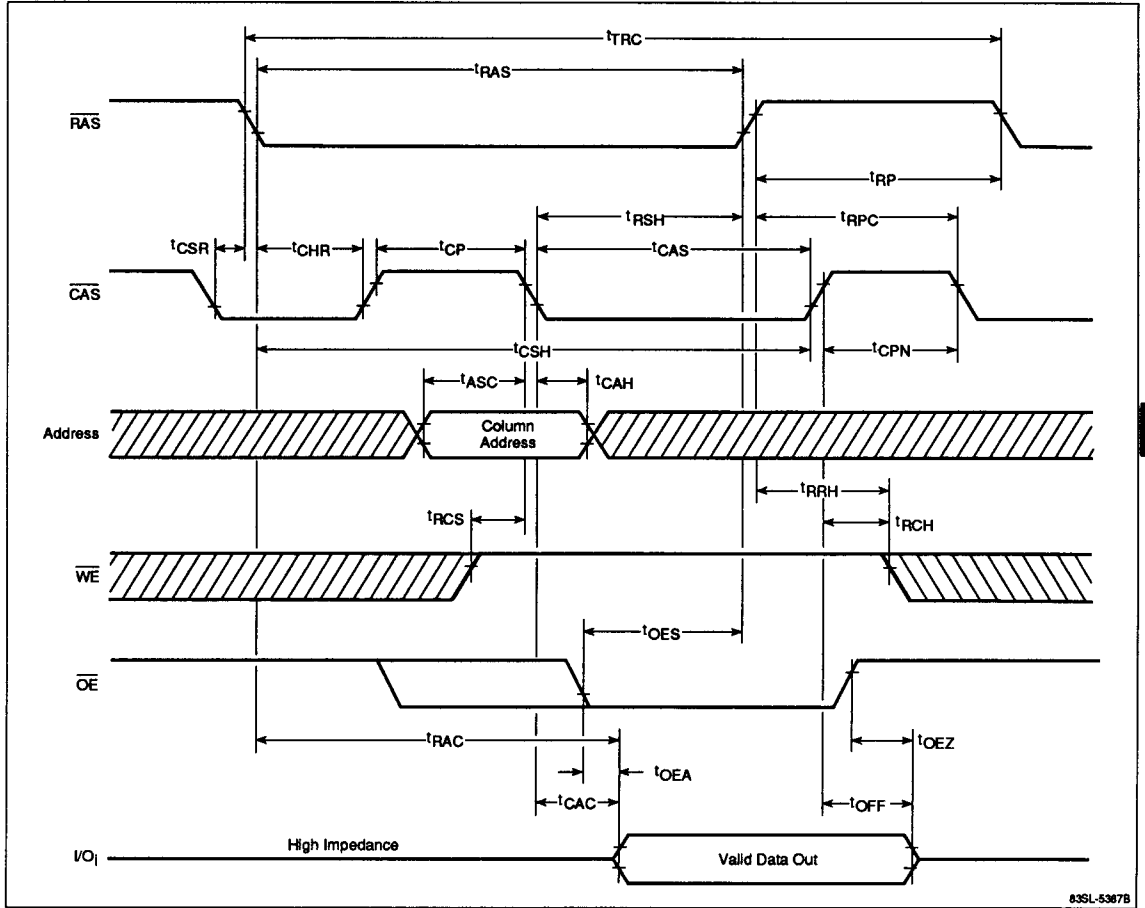 tTRC
tRAS
RAS
tRP
tRSH
tRPC
tCSR
tCHR
tCP
tCAS
CAS
tCSH
tCPN
tASC
tCAH
Address
Column
Address
tRRH
tRCS
tRCH
WE
tOES
OE
tRAC
tOEZ
tOEA
tCAC
tOFF
High Impedance
I/Oi
Valid Data Out
83SL-5387B